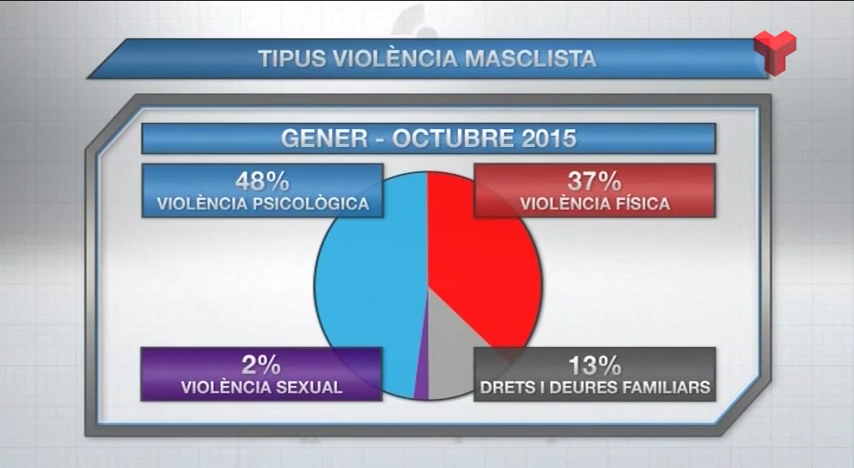 TIPUS VIOLÈNCIA MASCLISTA
GENER - OCTUBRE 2015
48%
VIOLÈNCIA PSICOLÒGICA
37%
VIOLÈNCIA FÍSICA
2%
VIOLÈNCIA SEXUAL
13%
DRETS I DEURES FAMILIARS